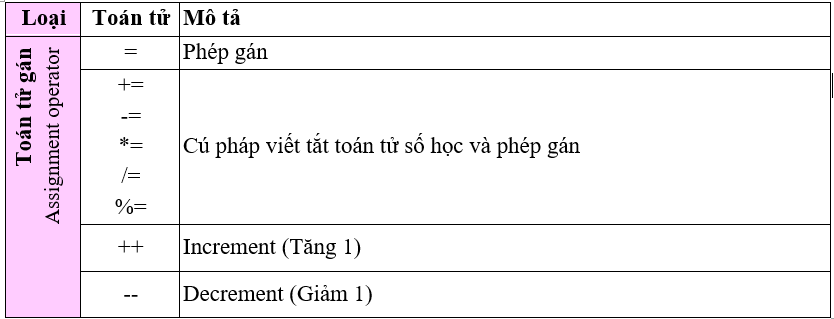 Loại Toán tử Mô tả
Toán tử gán
Assignment operator
= Phép gán
+=
-=
*= Cú pháp viết tắt toán tử số học và phép gán
/=
%=
++ Increment (Tăng 1)
-- Decrement (Giảm 1)